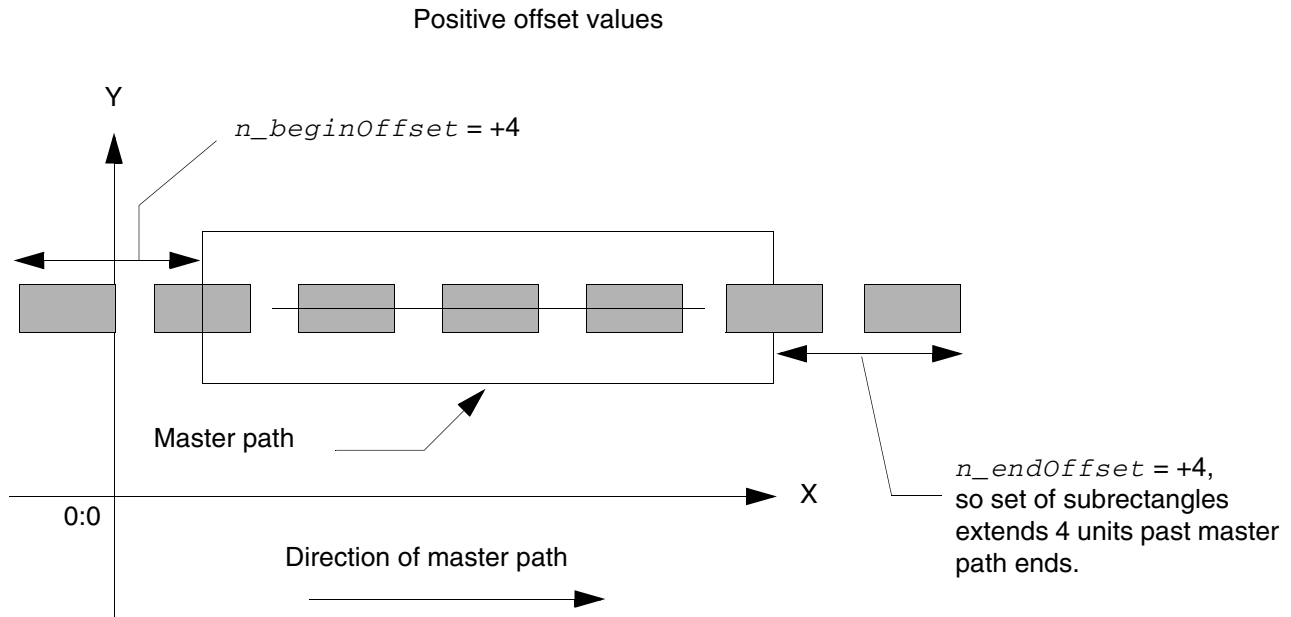 Positive offset values
Y
n_beginOffset = +4
Master path
n_endOffset = +4,
so set of subrectangles
extends 4 units past master
path ends.
X
0:0
Direction of master path